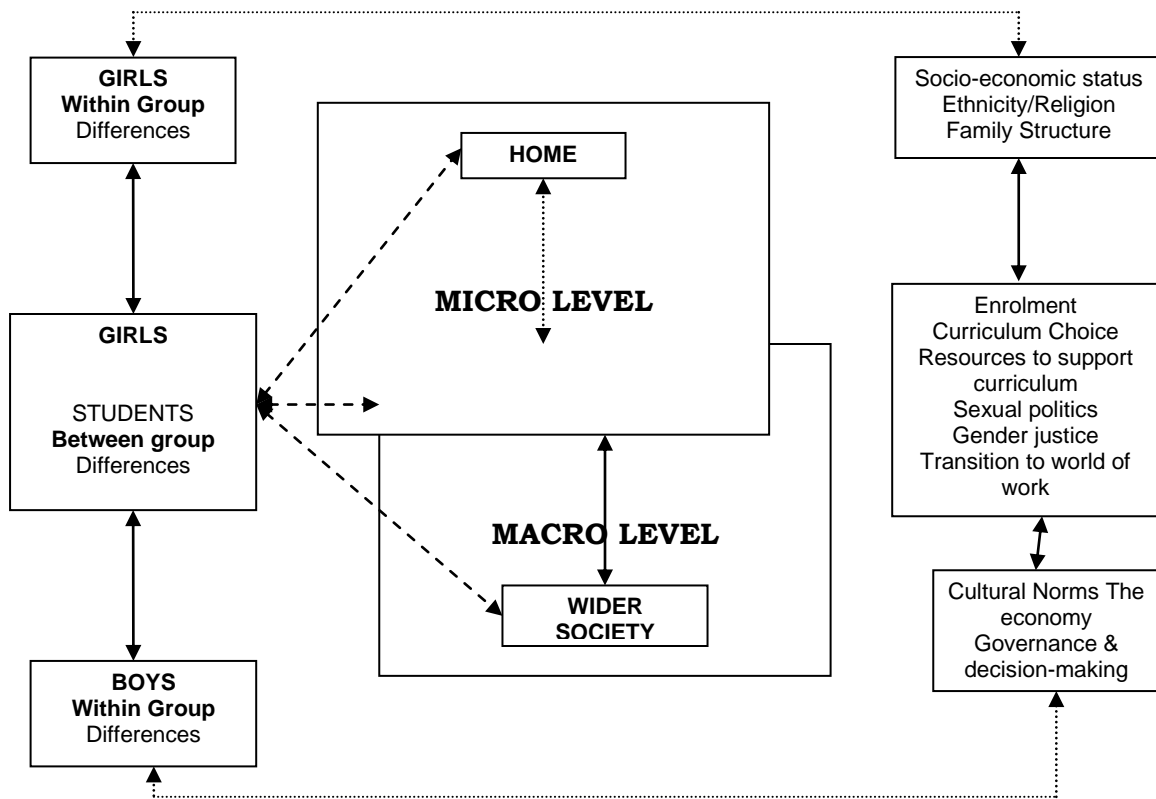 GIRLS
Within Group
Differences
GIRLS
STUDENTS
Between group
Differences
BOYS
Within Group
Differences
HOME
MICRO LEVEL
MACRO LEVEL
WIDER
SOCIETY
Socio-economic status
Ethnicity/Religion
Family Structure
Enrolment
Curriculum Choice
Resources to support
curriculum
Sexual politics
Gender justice
Transition to world of
work
Cultural Norms The
economy
Governance &
decision-making